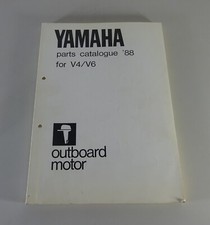 YAMAHA
parts catalogue '88
for V4/V6
outboard
motor